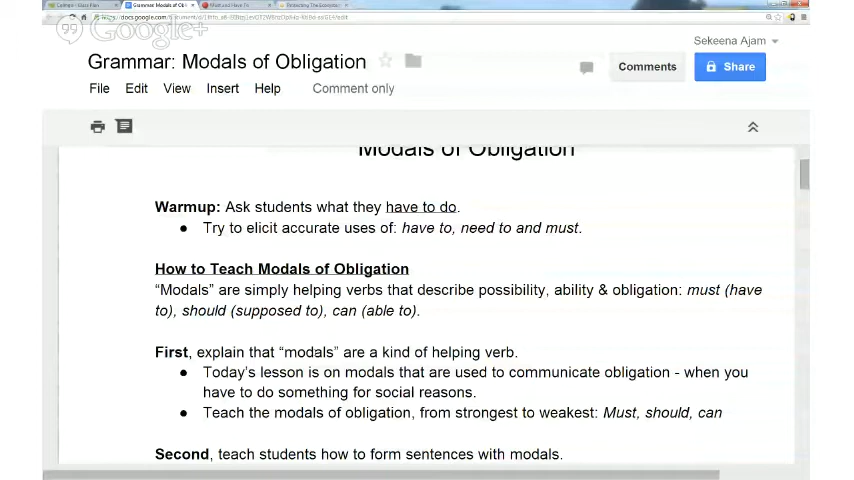 Google+
Sekeena Ajam
Grammar: Modals of Obligation
Comments
Share
File Edit View Insert Help Comment only
Modals of Obligation
Warmup: Ask students what they have to do.
● Try to elicit accurate uses of: have to, need to and must.
How to Teach Modals of Obligation
“Modals” are simply helping verbs that describe possibility, ability & obligation: must (have
to), should (supposed to), can (able to).
First, explain that “modals” are a kind of helping verb.
● Today’s lesson is on modals that are used to communicate obligation - when you
have to do something for social reasons.
● Teach the modals of obligation, from strongest to weakest: Must, should, can
Second, teach students how to form sentences with modals.